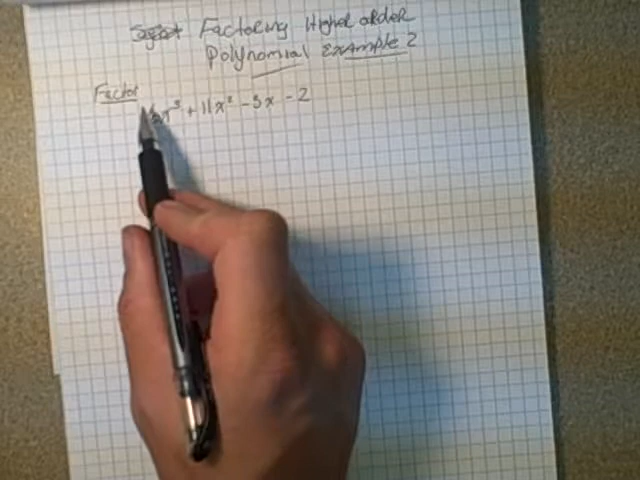 Factoring Higher order
Polynomial Example 2
Factor
x³ + 11x² - 3x - 2